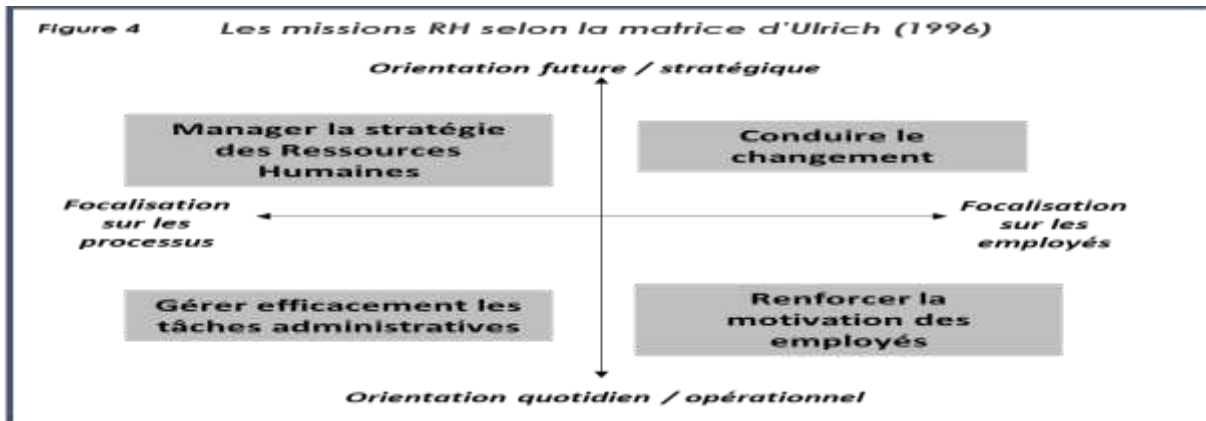 Figure 4 Les missions RH selon la matrice d'Ulrich (1996)
Orientation future / stratégique
Manager la stratégie
des Ressources
Humaines
Conduire le
changement
Focalisation
sur les
processus
Focalisation
sur les
employés
Gérer efficacement les
tâches administratives
Renforcer la
motivation des
employés
Orientation quotidien / opérationnel